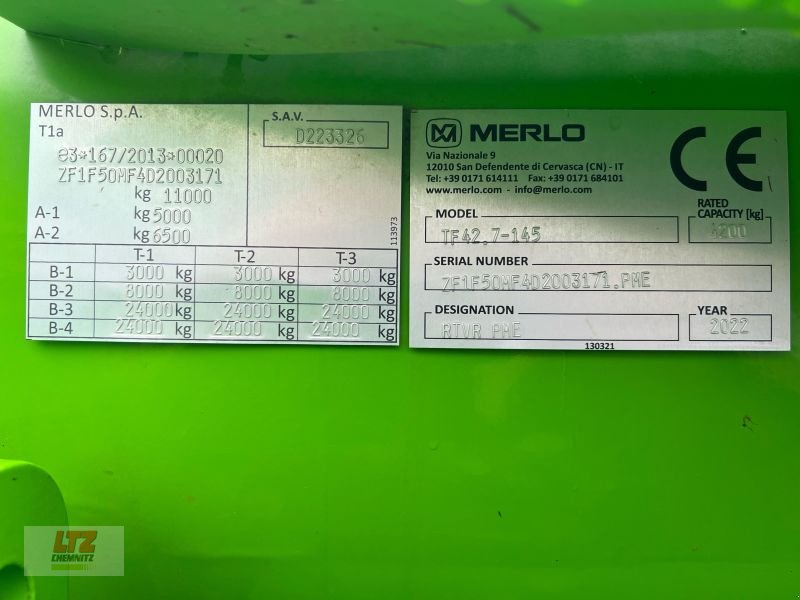 MERLO S.p.A.
T1a
S.A.V.
D223326
e3*167/2013*00020
ZF1F50MF4D2003171
kg 11000
A-1 kg 5000
A-2 kg 6500
113973
T-1 T-2 T-3
B-1 3000 kg 3000 kg 3000 kg
B-2 8000 kg 8000 kg 8000 kg
B-3 24000 kg 24000 kg 24000 kg
B-4 24000 kg 24000 kg 24000 kg
MERLO
Via Nazionale 9
12010 San Defendente di Cervasca (CN) - IT
Tel: +39 0171 614111 Fax: +39 0171 684101
www.merlo.com - info@merlo.com
CE
MODEL
TF42.7-145
RATED
CAPACITY [kg]
4200
SERIAL NUMBER
ZF1F50MF4D2003171.PME
DESIGNATION
RTVR PME
YEAR
2022
130321
LTZ
CHEMNITZ